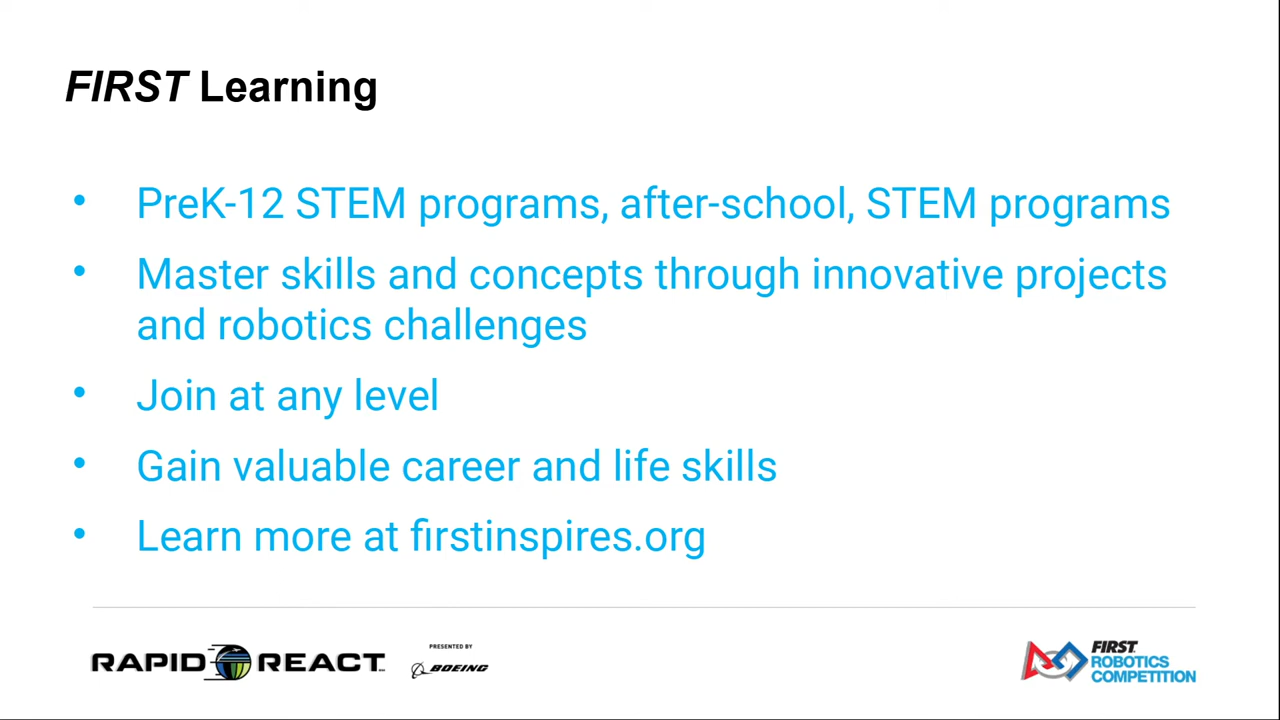 FIRST Learning
• PreK-12 STEM programs, after-school, STEM programs
• Master skills and concepts through innovative projects
and robotics challenges
• Join at any level
• Gain valuable career and life skills
• Learn more at firstinspires.org
RAPID REACT
PRESENTED BY
BOEING
FIRST
ROBOTICS
COMPETITION